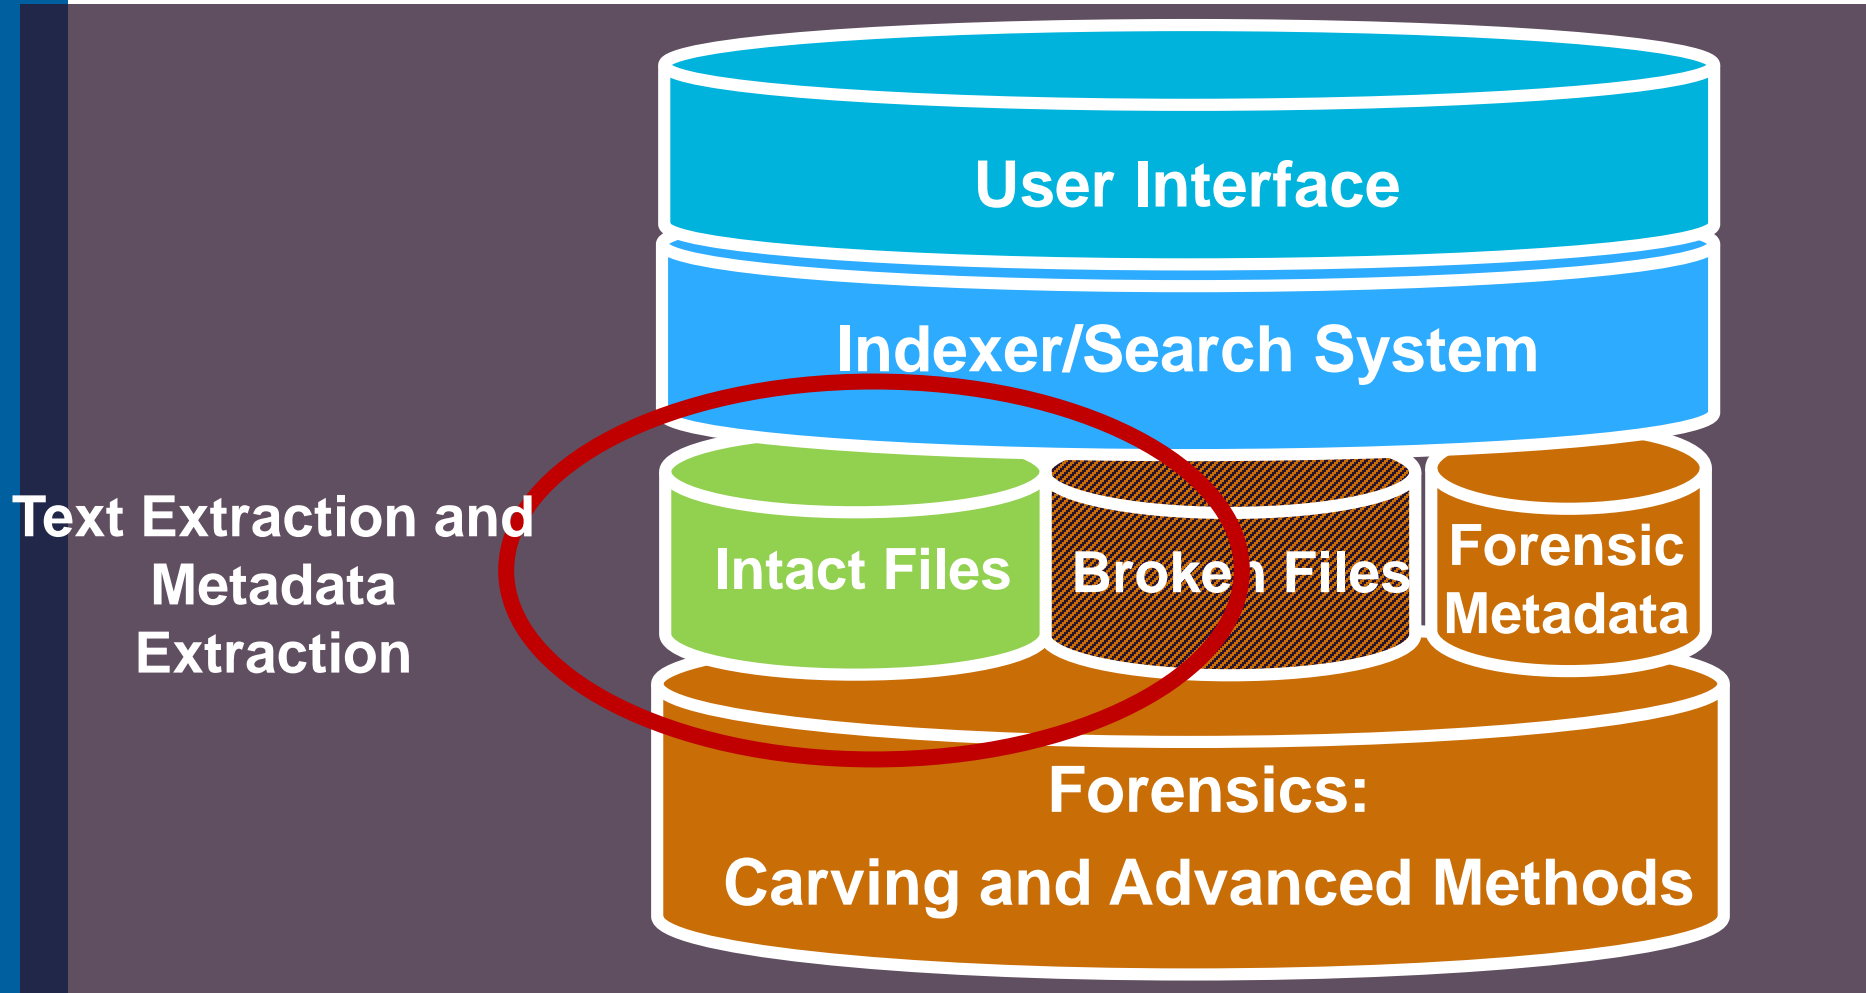 User Interface
Indexer/Search System
Text Extraction and
Metadata
Extraction
Intact Files
Broken Files
Forensic
Metadata
Forensics:
Carving and Advanced Methods